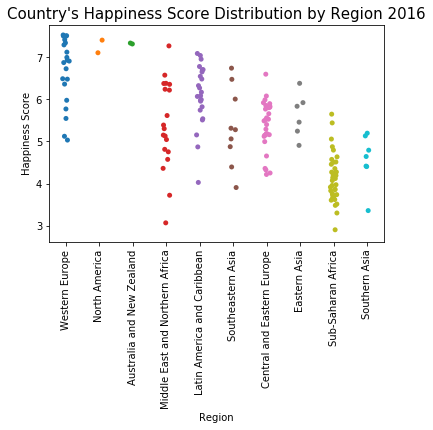 Country's Happiness Score Distribution by Region 2016
Happiness Score
7
6
5
4
3
Western Europe
North America
Australia and New Zealand
Middle East and Northern Africa
Latin America and Caribbean
Southeastern Asia
Central and Eastern Europe
Eastern Asia
Sub-Saharan Africa
Southern Asia
Region